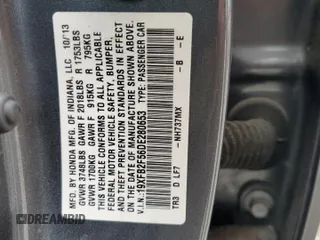 MFD. BY HONDA MFG. OF INDIANA, LLC 10/13
GVWR 3748LBS GAWR F 2018LBS R 1753LBS
GVWR 1700KG GAWR F 915KG R 795KG
THIS VEHICLE CONFORMS TO ALL APPLICABLE
FEDERAL MOTOR VEHICLE SAFETY, BUMPER,
AND THEFT PREVENTION STANDARDS IN EFFECT
ON THE DATE OF MANUFACTURE SHOWN ABOVE.
V.I.N.: 19XFB2F56DE280653 TYPE: PASSENGER CAR
NH737MX - B - E
TR3 D LF7
DREAMBID